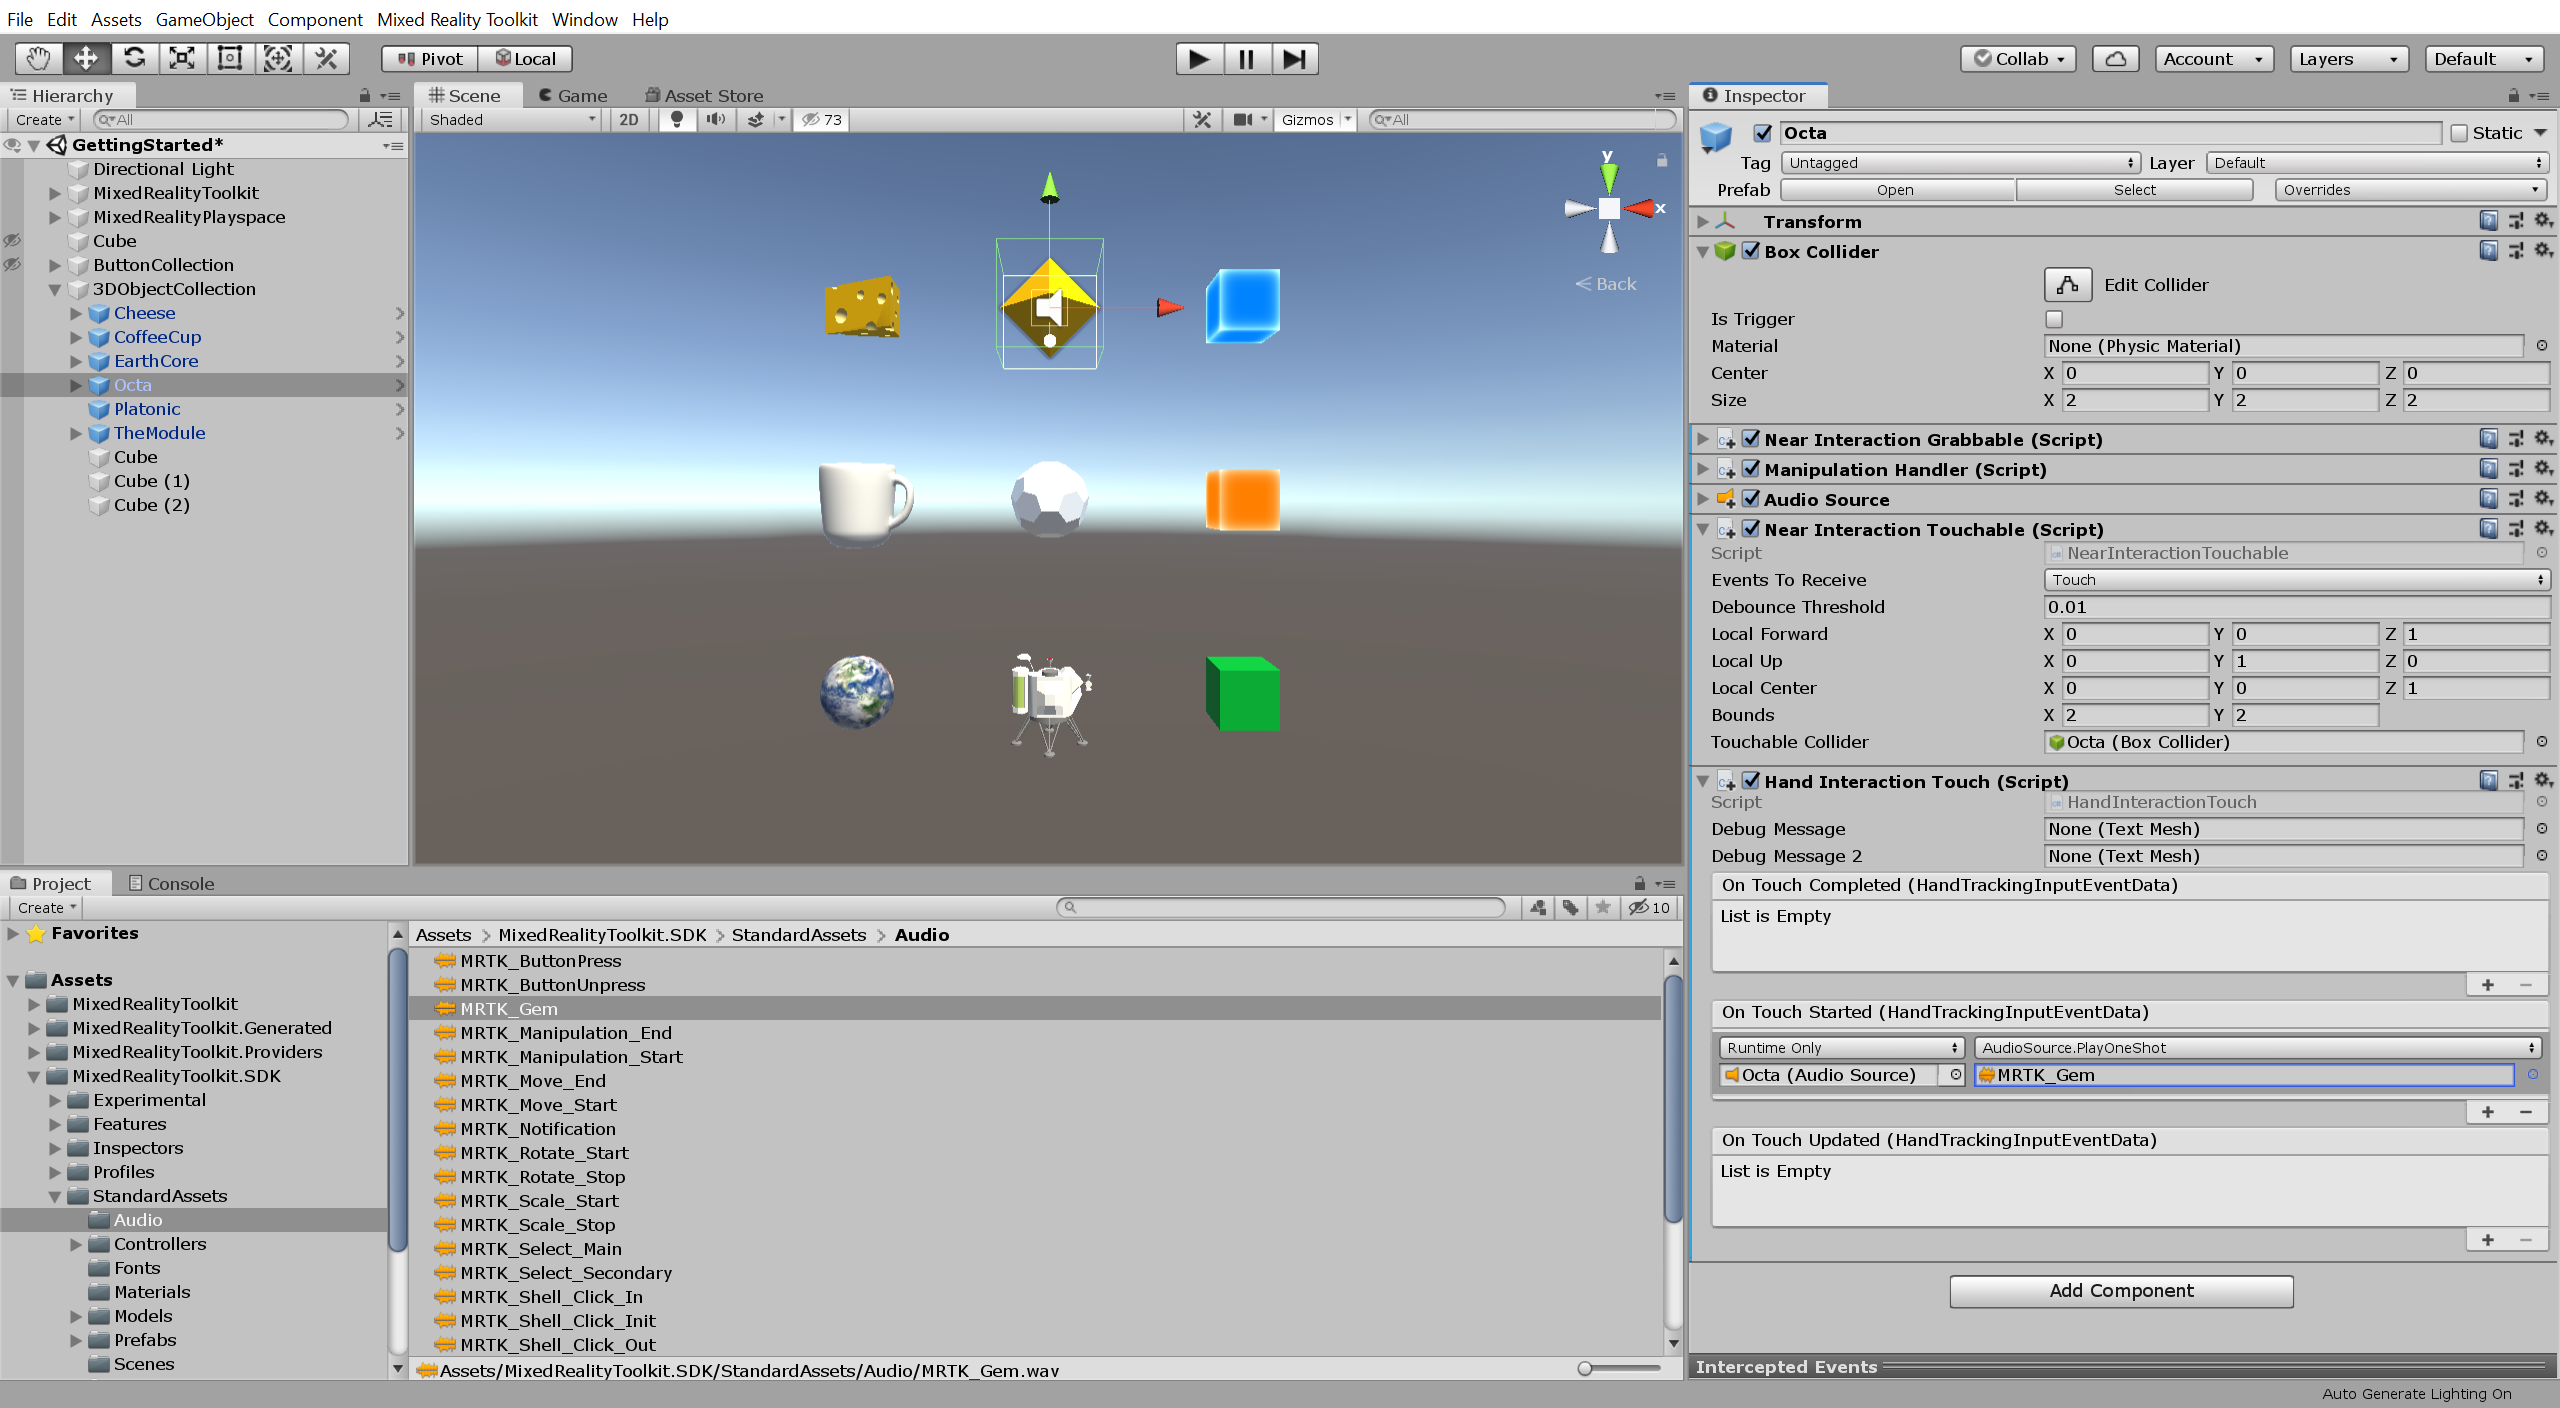 File Edit Assets GameObject Component Mixed Reality Toolkit Window Help
Pivot Local Collab Account Layers Default
Hierarchy
Create All
GettingStarted*
Directional Light
MixedRealityToolkit
MixedRealityPlayspace
Cube
ButtonCollection
3DObjectCollection
Cheese
CoffeeCup
EarthCore
Octa
Platonic
TheModule
Cube
Cube (1)
Cube (2)
Scene Game Asset Store
Shaded 2D 73 Gizmos All
y
x
Back
Inspector
Octa Static
Tag Untagged Layer Default
Prefab Open Select Overrides
Transform
Box Collider
Edit Collider
Is Trigger
Material None (Physic Material)
Center X 0 Y 0 Z 0
Size X 2 Y 2 Z 2
Near Interaction Grabbable (Script)
Manipulation Handler (Script)
Audio Source
Near Interaction Touchable (Script)
Script NearInteractionTouchable
Events To Receive Touch
Debounce Threshold 0.01
Local Forward X 0 Y 0 Z 1
Local Up X 0 Y 1 Z 0
Local Center X 0 Y 0 Z 1
Bounds X 2 Y 2
Touchable Collider Octa (Box Collider)
Hand Interaction Touch (Script)
Script HandInteractionTouch
Debug Message None (Text Mesh)
Debug Message 2 None (Text Mesh)
On Touch Completed (HandTrackingInputEventData)
List is Empty
+ −
On Touch Started (HandTrackingInputEventData)
Runtime Only AudioSource.PlayOneShot
Octa (Audio Source) MRTK_Gem
+ −
On Touch Updated (HandTrackingInputEventData)
List is Empty
+ −
Add Component
Intercepted Events
Auto Generate Lighting On
Project Console
Create 10
Favorites
Assets
MixedRealityToolkit
MixedRealityToolkit.Generated
MixedRealityToolkit.Providers
MixedRealityToolkit.SDK
Experimental
Features
Inspectors
Profiles
StandardAssets
Audio
Controllers
Fonts
Materials
Models
Prefabs
Scenes
Assets > MixedRealityToolkit.SDK > StandardAssets > Audio
MRTK_ButtonPress
MRTK_ButtonUnpress
MRTK_Gem
MRTK_Manipulation_End
MRTK_Manipulation_Start
MRTK_Move_End
MRTK_Move_Start
MRTK_Notification
MRTK_Rotate_Start
MRTK_Rotate_Stop
MRTK_Scale_Start
MRTK_Scale_Stop
MRTK_Select_Main
MRTK_Select_Secondary
MRTK_Shell_Click_In
MRTK_Shell_Click_Init
MRTK_Shell_Click_Out
Assets/MixedRealityToolkit.SDK/StandardAssets/Audio/MRTK_Gem.wav